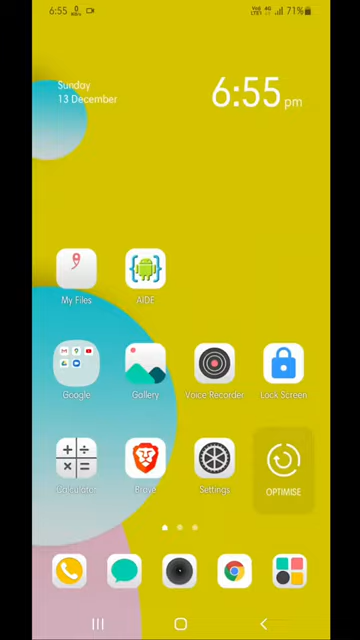 6:55
71%
Sunday
13 December
6:55 pm
My Files
AIDE
Google
Gallery
Voice Recorder
Lock Screen
Calculator
Brave
Settings
OPTIMISE